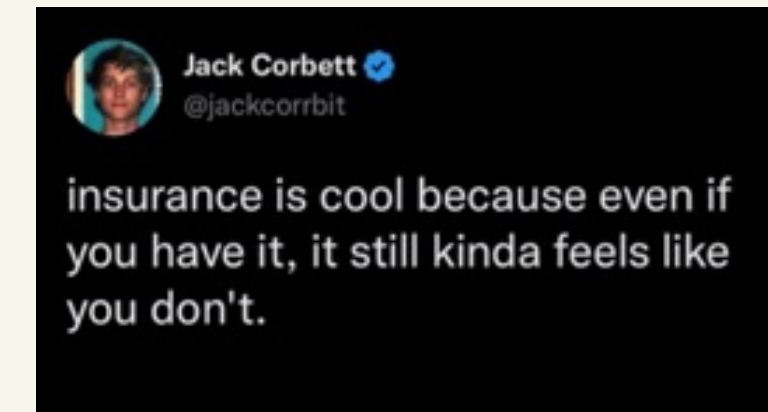 Jack Corbett
@jackcorrbit
insurance is cool because even if
you have it, it still kinda feels like
you don't.